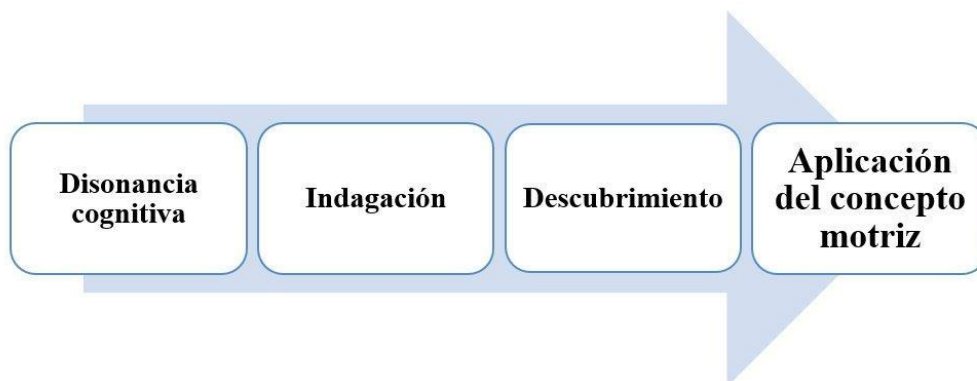 Disonancia
cognitiva
Indagación
Descubrimiento
Aplicación
del concepto
motriz